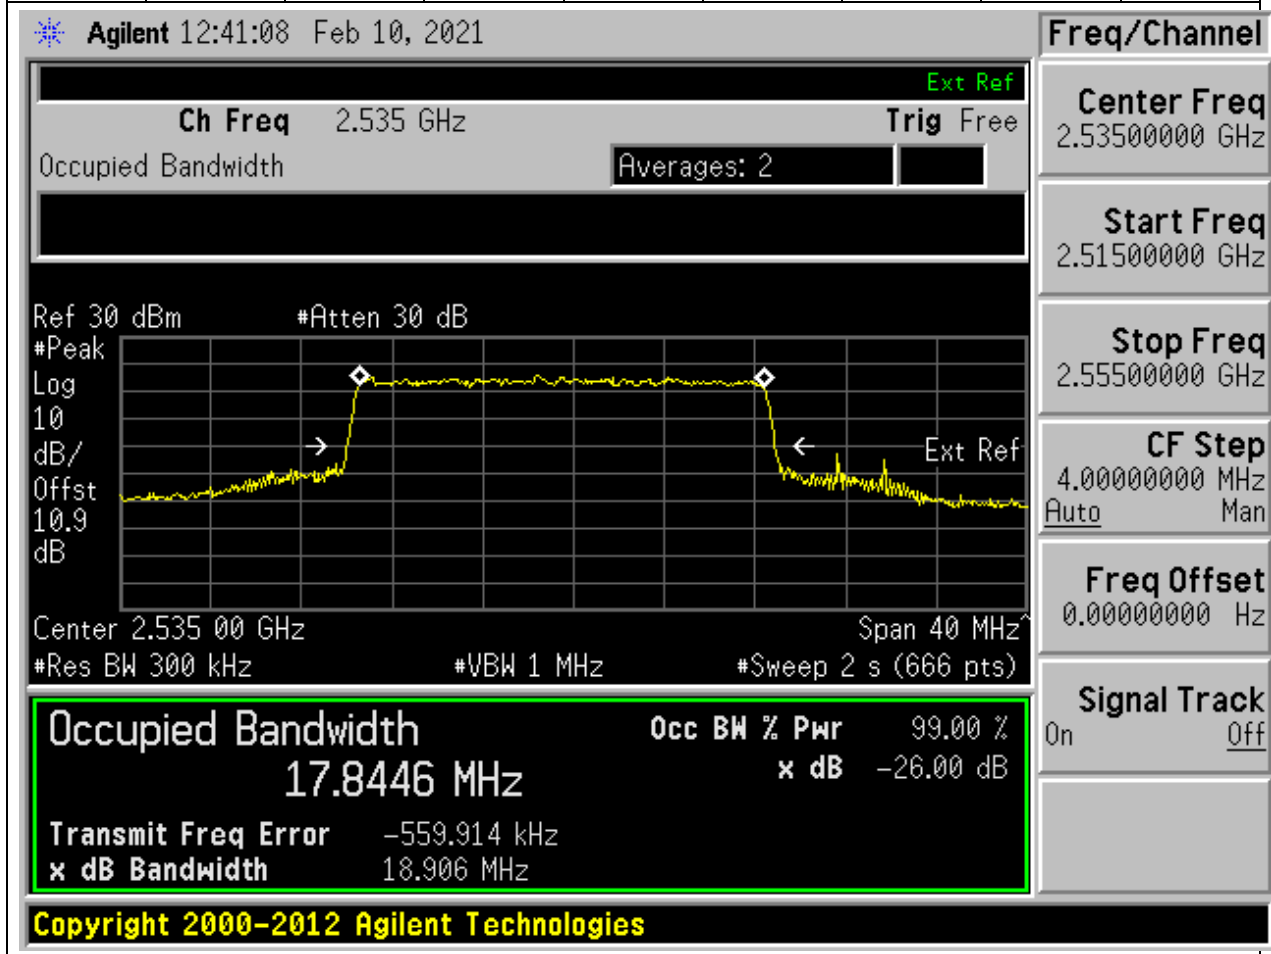 Agilent 12:41:08 Feb 10, 2021
Freq/Channel
Ext Ref
Ch Freq 2.535 GHz
Trig Free
Occupied Bandwidth
Averages: 2
Center Freq
2.53500000 GHz
Start Freq
2.51500000 GHz
Stop Freq
2.55500000 GHz
CF Step
4.00000000 MHz
Auto Man
Freq Offset
0.00000000 Hz
Signal Track
On Off
Ref 30 dBm
#Atten 30 dB
#Peak
Log
10
dB/
Offst
10.9
dB
Ext Ref
Center 2.535 00 GHz
Span 40 MHz^
#Res BW 300 kHz
#VBW 1 MHz
#Sweep 2 s (666 pts)
Occupied Bandwidth
17.8446 MHz
Occ BW % Pwr 99.00 %
x dB -26.00 dB
Transmit Freq Error -559.914 kHz
x dB Bandwidth 18.906 MHz
Copyright 2000-2012 Agilent Technologies